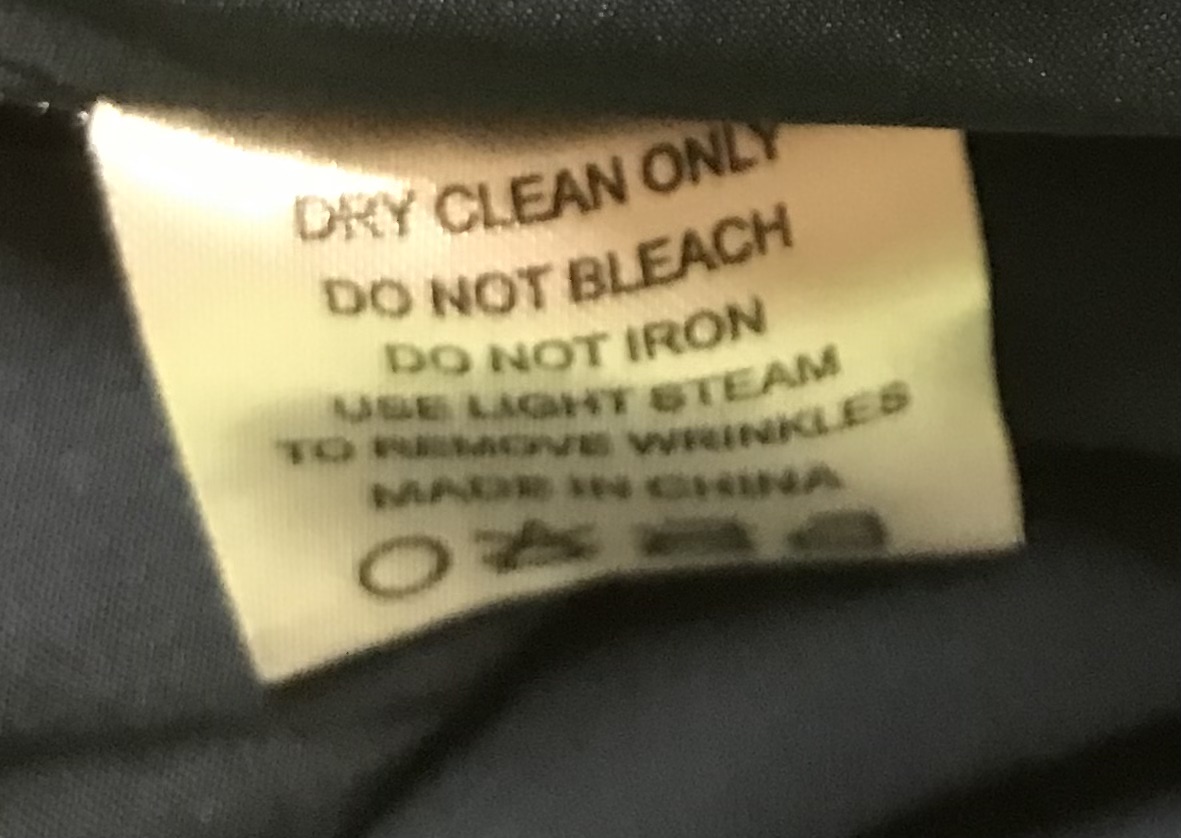 DRY CLEAN ONLY
DO NOT BLEACH
DO NOT IRON
USE LIGHT STEAM
TO REMOVE WRINKLES
MADE IN CHINA